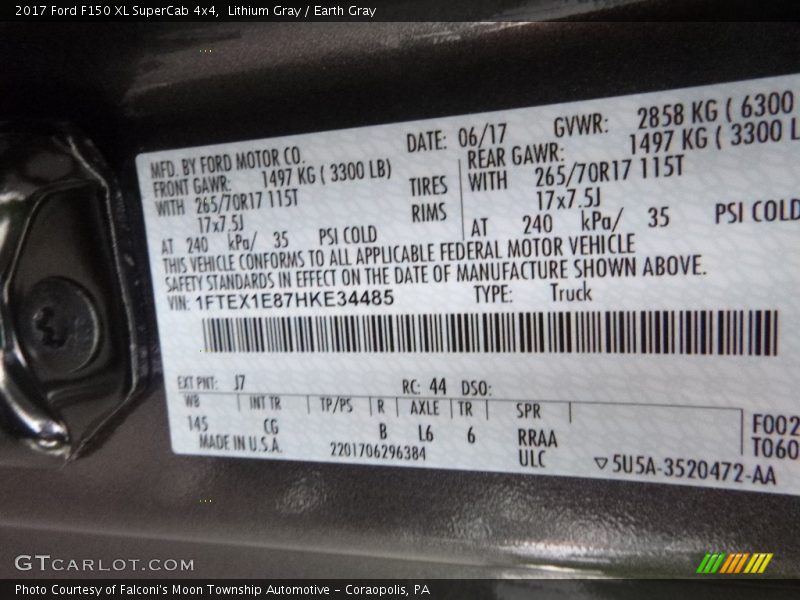 2017 Ford F150 XL SuperCab 4x4,  Lithium Gray / Earth Gray
MFD. BY FORD MOTOR CO. DATE: 06/17 GVWR: 2858 KG ( 6300
FRONT GAWR: 1497 KG ( 3300 LB) REAR GAWR: 1497 KG ( 3300 L
WITH 265/70R17 115T TIRES WITH 265/70R17 115T
17x7.5J RIMS 17x7.5J
AT 240 kPa/ 35 PSI COLD AT 240 kPa/ 35 PSI COLD
THIS VEHICLE CONFORMS TO ALL APPLICABLE FEDERAL MOTOR VEHICLE
SAFETY STANDARDS IN EFFECT ON THE DATE OF MANUFACTURE SHOWN ABOVE.
VIN: 1FTEX1E87HKE34485 TYPE: Truck
EXT PNT: J7 RC: 44 DSO:
WB INT TR TP/PS R AXLE TR SPR
145 CG B L6 6 RRAA F002
MADE IN U.S.A. 2201706296384 ULC ▽5U5A-3520472-AA T060
GTCARLOT.COM
Photo Courtesy of Falconi's Moon Township Automotive - Coraopolis, PA